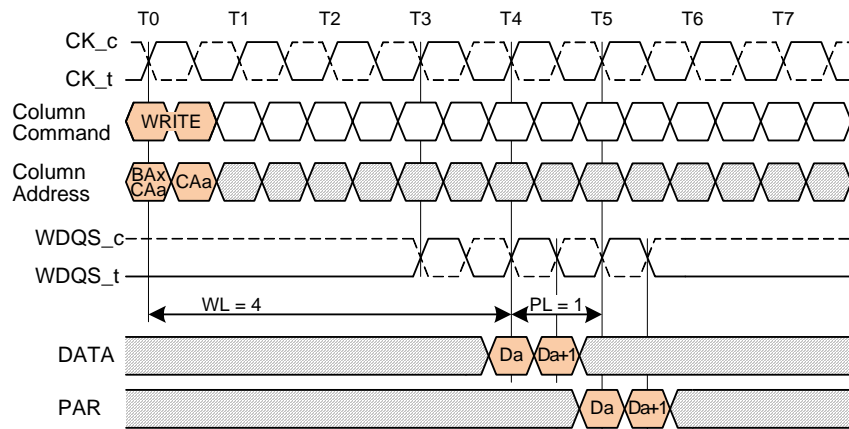 T0 T1 T2 T3 T4 T5 T6 T7
CK_c
CK_t
Column
Command
WRITE
Column
Address
BAx
CAa
CAa
WDQS_c
WDQS_t
WL = 4
PL = 1
DATA
Da
Da+1
PAR
Da
Da+1